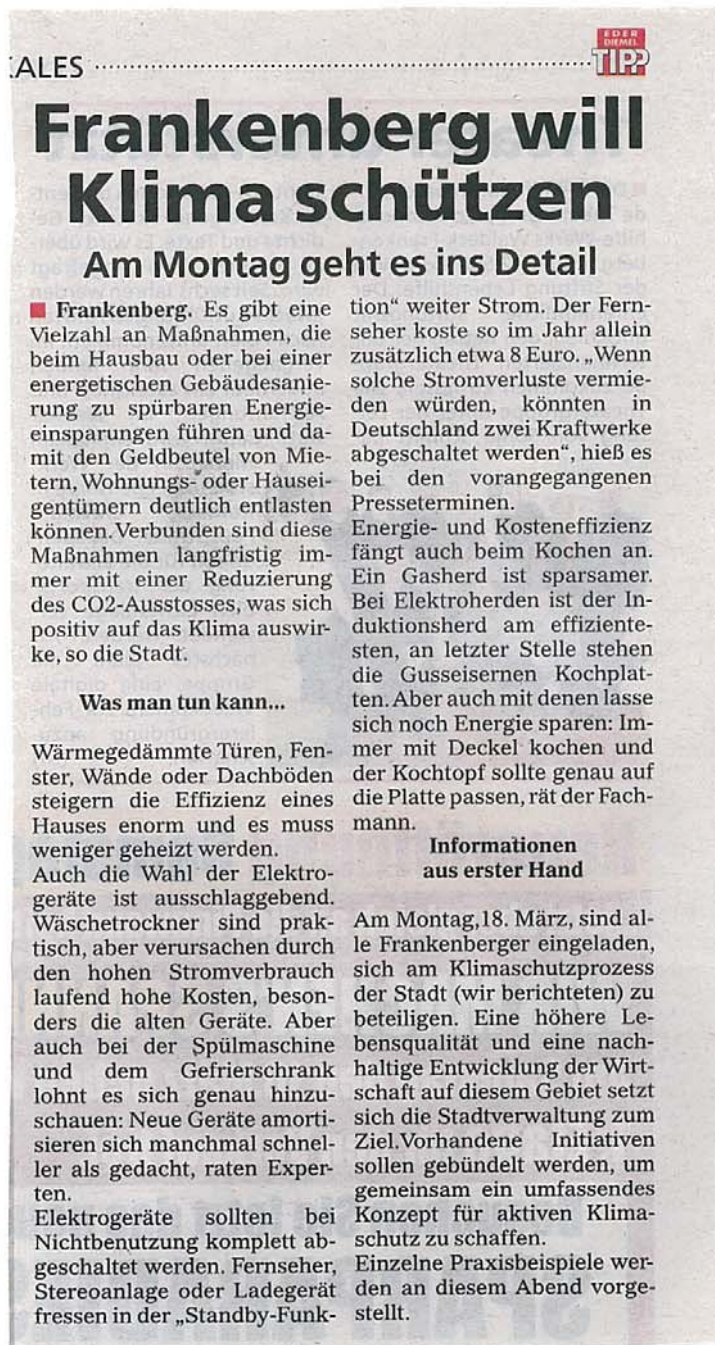 KALES
EDER
DIEMEL
TIPP
Frankenberg will
Klima schützen
Am Montag geht es ins Detail
Frankenberg. Es gibt eine
Vielzahl an Maßnahmen, die
beim Hausbau oder bei einer
energetischen Gebäudesanie-
rung zu spürbaren Energie-
einsparungen führen und da-
mit den Geldbeutel von Mie-
tern, Wohnungs- oder Hausei-
gentümern deutlich entlasten
können. Verbunden sind diese
Maßnahmen langfristig im-
mer mit einer Reduzierung
des CO2-Ausstosses, was sich
positiv auf das Klima auswir-
ke, so die Stadt.
Was man tun kann...
Wärmegedämmte Türen, Fen-
ster, Wände oder Dachböden
steigern die Effizienz eines
Hauses enorm und es muss
weniger geheizt werden.
Auch die Wahl der Elektro-
geräte ist ausschlaggebend.
Wäschetrockner sind prak-
tisch, aber verursachen durch
den hohen Stromverbrauch
laufend hohe Kosten, beson-
ders die alten Geräte. Aber
auch bei der Spülmaschine
und dem Gefrierschrank
lohnt es sich genau hinzu-
schauen: Neue Geräte amorti-
sieren sich manchmal schnel-
ler als gedacht, raten Exper-
ten.
Elektrogeräte sollten bei
Nichtbenutzung komplett ab-
geschaltet werden. Fernseher,
Stereoanlage oder Ladegerät
fressen in der „Standby-Funk-
tion“ weiter Strom. Der Fern-
seher koste so im Jahr allein
zusätzlich etwa 8 Euro. „Wenn
solche Stromverluste vermie-
den würden, könnten in
Deutschland zwei Kraftwerke
abgeschaltet werden“, hieß es
bei den vorangegangenen
Presseterminen.
Energie- und Kosteneffizienz
fängt auch beim Kochen an.
Ein Gasherd ist sparsamer.
Bei Elektroherden ist der In-
duktionsherd am effiziente-
sten, an letzter Stelle stehen
die Gusseisernen Kochplat-
ten. Aber auch mit denen lasse
sich noch Energie sparen: Im-
mer mit Deckel kochen und
der Kochtopf sollte genau auf
die Platte passen, rät der Fach-
mann.
Informationen
aus erster Hand
Am Montag,18. März, sind al-
le Frankenberger eingeladen,
sich am Klimaschutzprozess
der Stadt (wir berichteten) zu
beteiligen. Eine höhere Le-
bensqualität und eine nach-
haltige Entwicklung der Wirt-
schaft auf diesem Gebiet setzt
sich die Stadtverwaltung zum
Ziel.Vorhandene Initiativen
sollen gebündelt werden, um
gemeinsam ein umfassendes
Konzept für aktiven Klima-
schutz zu schaffen.
Einzelne Praxisbeispiele wer-
den an diesem Abend vorge-
stellt.